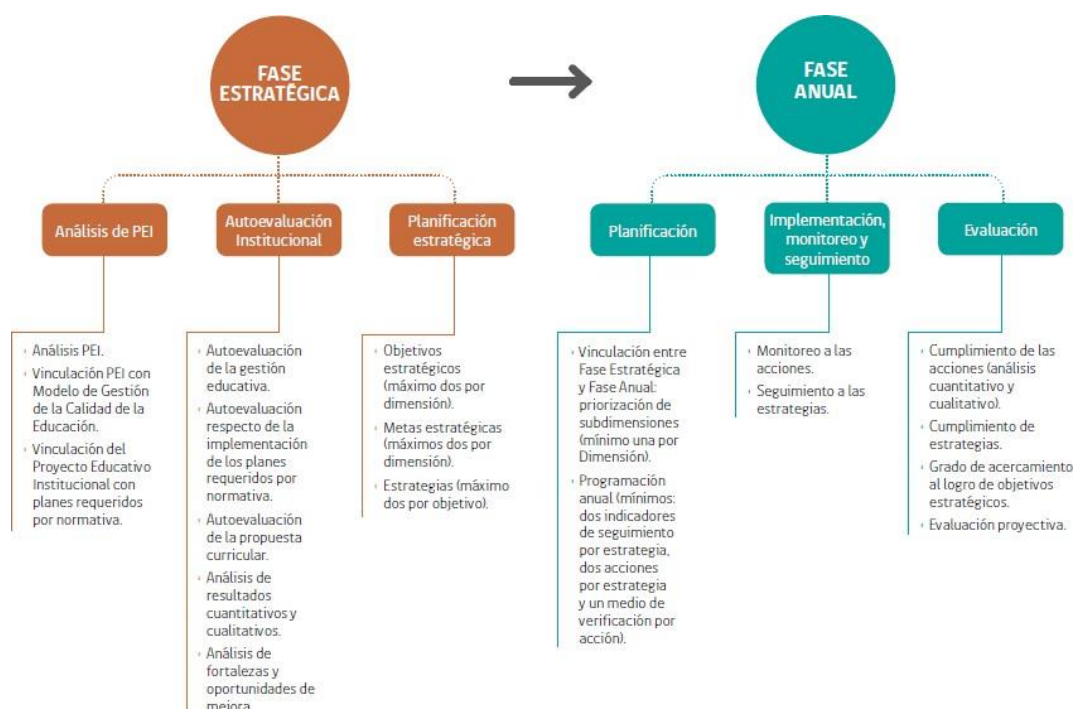 FASE
ESTRATÉGICA
FASE
ANUAL
Análisis de PEI
Autoevaluación
Institucional
Planificación
estratégica
Planificación
Implementación,
monitoreo y
seguimiento
Evaluación
Análisis PEI.
Vinculación PEI con
Modelo de Gestión
de la Calidad de la
Educación.
Vinculación del
Proyecto Educativo
Institucional con
planes requeridos
por normativa.
Autoevaluación
de la gestión
educativa.
Autoevaluación
respecto de la
implementación
de los planes
requeridos por
normativa.
Autoevaluación
de la propuesta
curricular.
Análisis de
resultados
cuantitativos y
cualitativos.
Análisis de
fortalezas y
oportunidades de
mejora
Objetivos
estratégicos
(máximo dos por
dimensión).
Metas estratégicas
(máximos dos por
dimensión).
Estrategias (máximo
dos por objetivo).
Vinculación entre
Fase Estratégica
y Fase Anual:
priorización de
subdimensiones
(mínimo una por
Dimensión).
Programación
anual (mínimos:
dos indicadores
de seguimiento
por estrategia,
dos acciones
por estrategia
y un medio de
verificación por
acción).
Monitoreo a las
acciones.
Seguimiento a las
estrategias.
Cumplimiento de las
acciones (análisis
cuantitativo y
cualitativo).
Cumplimiento de
estrategias.
Grado de acercamiento
al logro de objetivos
estratégicos.
Evaluación proyectiva.